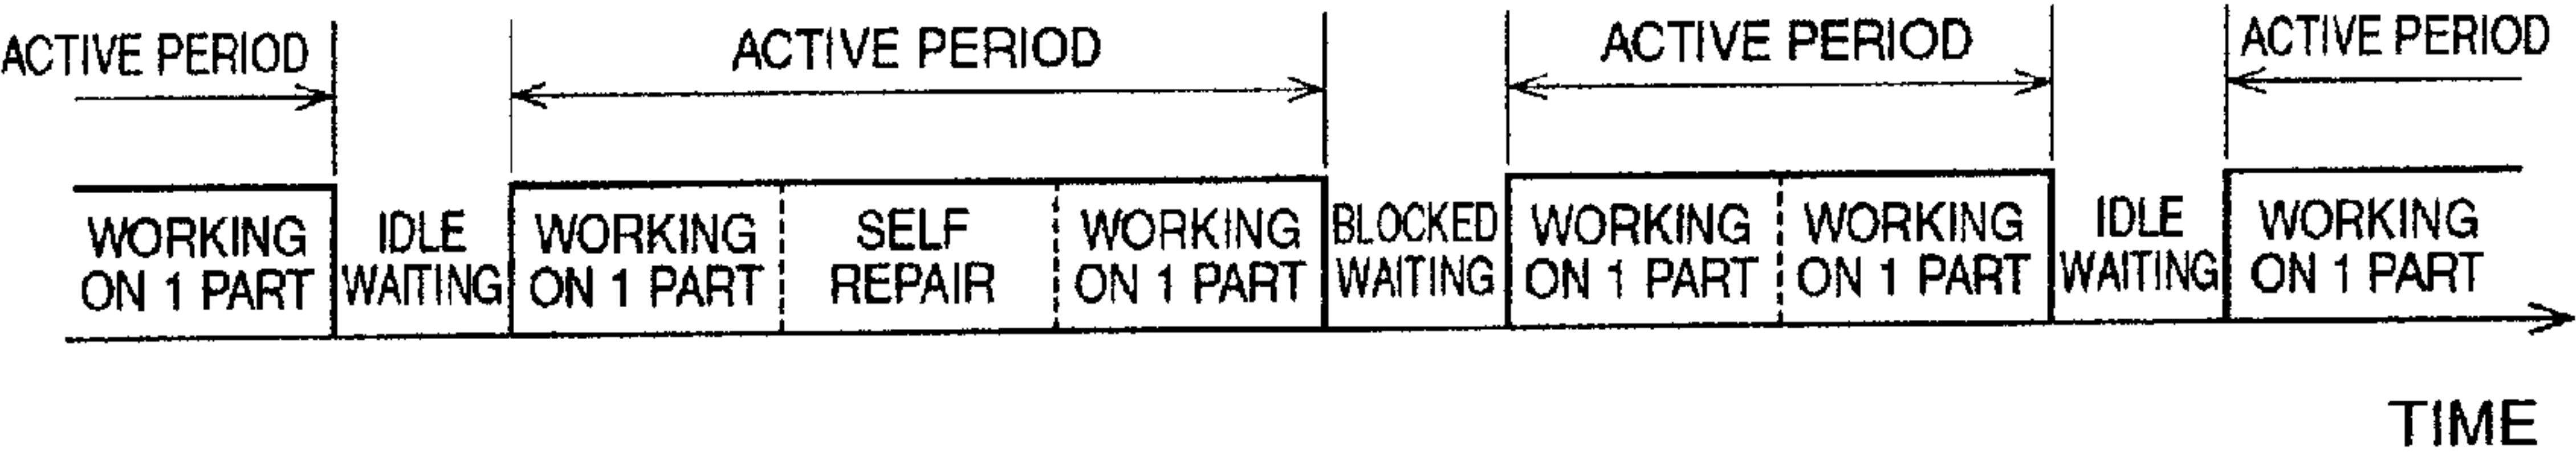 ACTIVE PERIOD
ACTIVE PERIOD
ACTIVE PERIOD
ACTIVE PERIOD
WORKING
ON 1 PART
IDLE
WAITING
WORKING
ON 1 PART
SELF
REPAIR
WORKING
ON 1 PART
BLOCKED
WAITING
WORKING
ON 1 PART
WORKING
ON 1 PART
IDLE
WAITING
WORKING
ON 1 PART
TIME